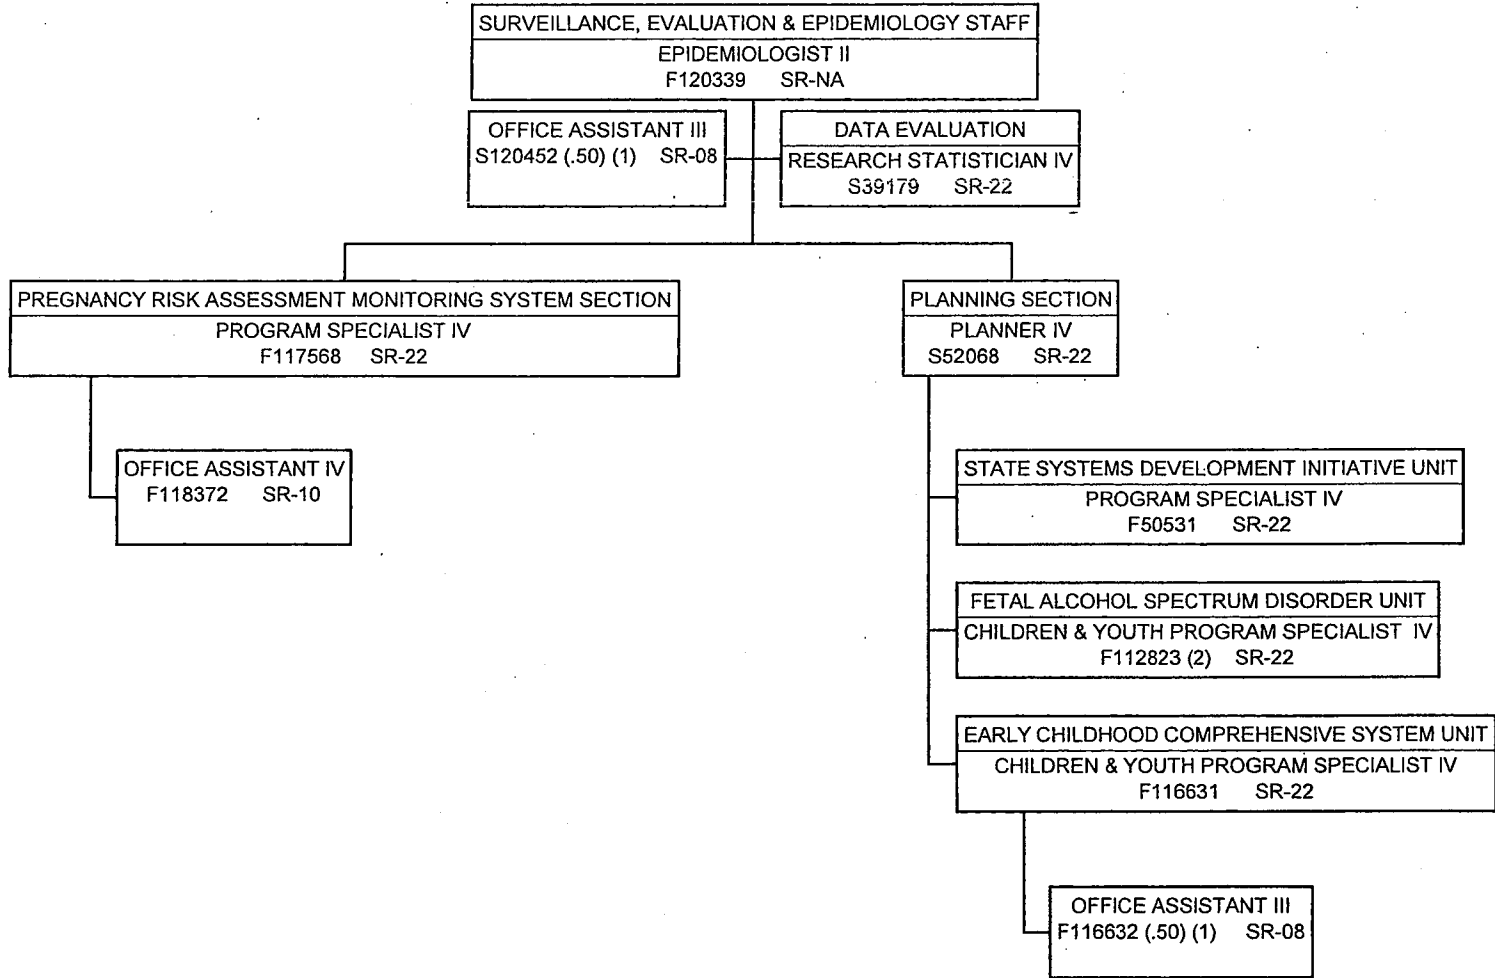 SURVEILLANCE, EVALUATION & EPIDEMIOLOGY STAFF
EPIDEMIOLOGIST II
F120339 SR-NA
OFFICE ASSISTANT III
S120452 (.50) (1) SR-08
DATA EVALUATION
RESEARCH STATISTICIAN IV
S39179 SR-22
PREGNANCY RISK ASSESSMENT MONITORING SYSTEM SECTION
PROGRAM SPECIALIST IV
F117568 SR-22
OFFICE ASSISTANT IV
F118372 SR-10
PLANNING SECTION
PLANNER IV
S52068 SR-22
STATE SYSTEMS DEVELOPMENT INITIATIVE UNIT
PROGRAM SPECIALIST IV
F50531 SR-22
FETAL ALCOHOL SPECTRUM DISORDER UNIT
CHILDREN & YOUTH PROGRAM SPECIALIST IV
F112823 (2) SR-22
EARLY CHILDHOOD COMPREHENSIVE SYSTEM UNIT
CHILDREN & YOUTH PROGRAM SPECIALIST IV
F116631 SR-22
OFFICE ASSISTANT III
F116632 (.50) (1) SR-08